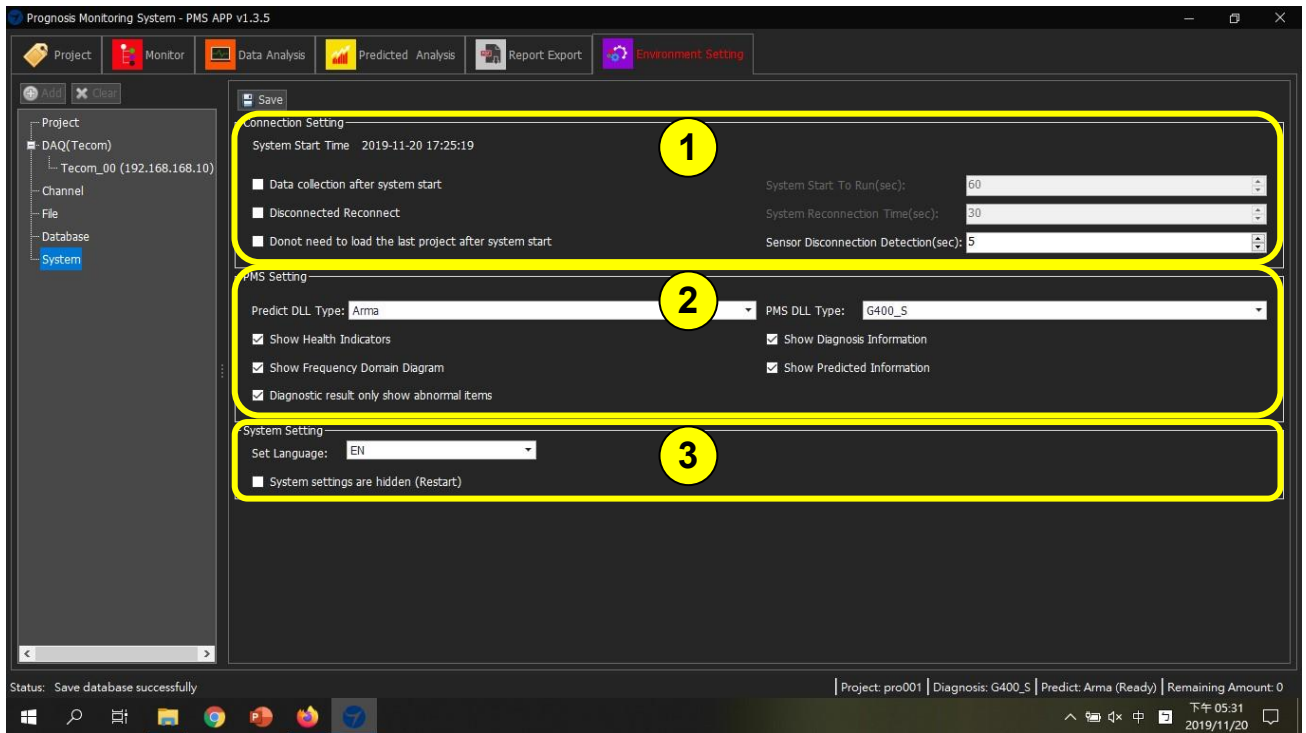 Prognosis Monitoring System - PMS APP v1.3.5
Project Monitor Data Analysis Predicted Analysis Report Export Environment Setting
Add Clear
Project
DAQ(Tecom)
Tecom_00 (192.168.168.10)
Channel
File
Database
System
Save
Connection Setting
1
System Start Time 2019-11-20 17:25:19
Data collection after system start System Start To Run(sec): 60
Disconnected Reconnect System Reconnection Time(sec): 30
Donot need to load the last project after system start Sensor Disconnection Detection(sec): 5
PMS Setting
2
Predict DLL Type: Arma PMS DLL Type: G400_S
Show Health Indicators Show Diagnosis Information
Show Frequency Domain Diagram Show Predicted Information
Diagnostic result only show abnormal items
System Setting
3
Set Language: EN
System settings are hidden (Restart)
Status: Save database successfully Project: pro001 Diagnosis: G400_S Predict: Arma (Ready) Remaining Amount: 0
中 下午 05:31
2019/11/20